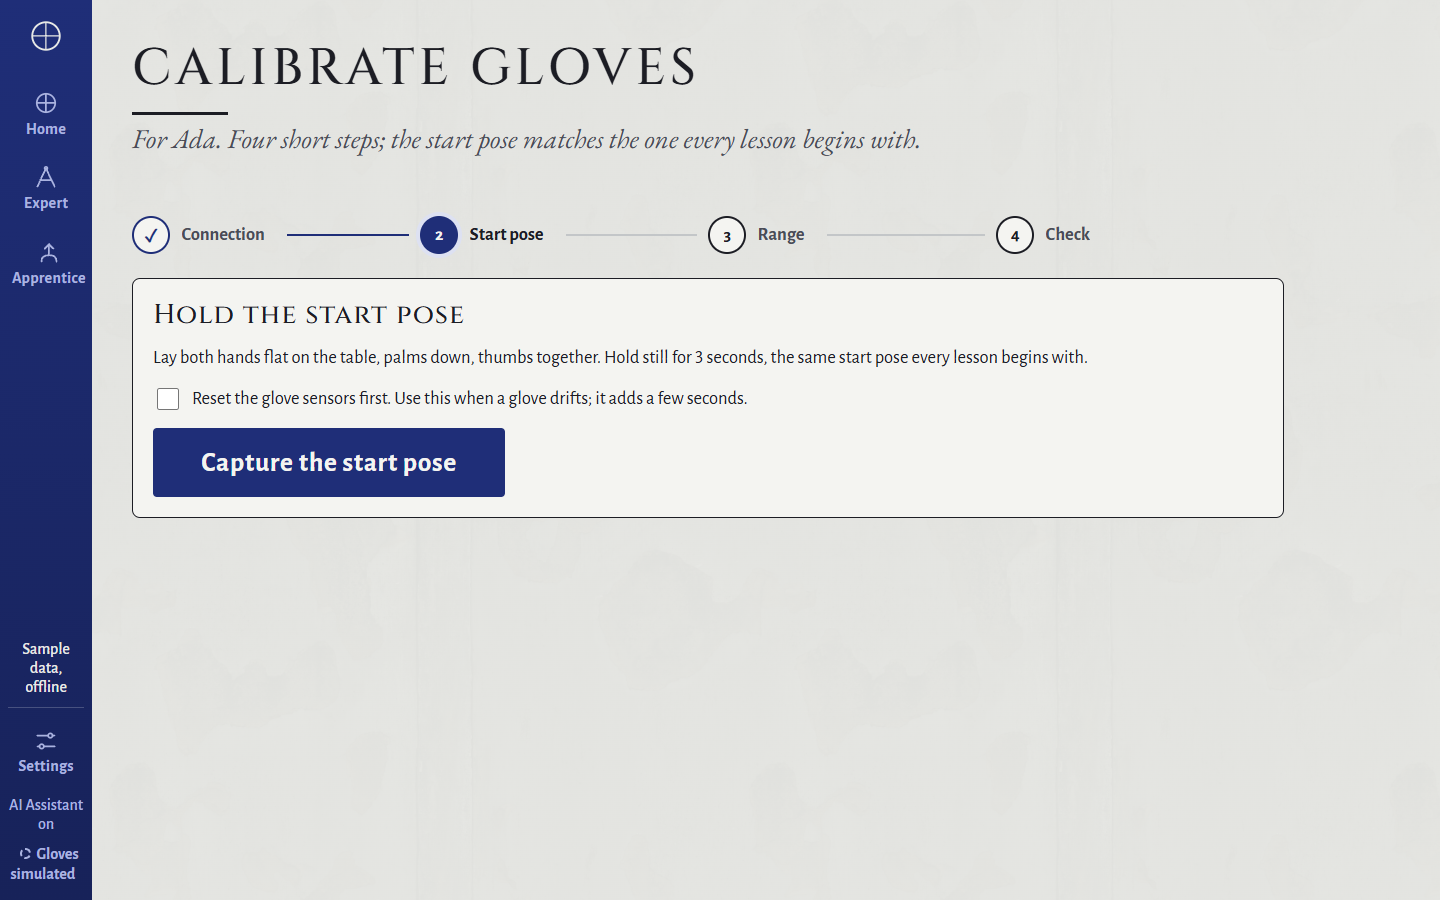 Home
Expert
Apprentice
Sample
data,
offline
Settings
AI Assistant
on
Gloves
simulated
CALIBRATE GLOVES
For Ada. Four short steps; the start pose matches the one every lesson begins with.
✓ Connection
2 Start pose
3 Range
4 Check
HOLD THE START POSE
Lay both hands flat on the table, palms down, thumbs together. Hold still for 3 seconds, the same start pose every lesson begins with.
Reset the glove sensors first. Use this when a glove drifts; it adds a few seconds.
Capture the start pose